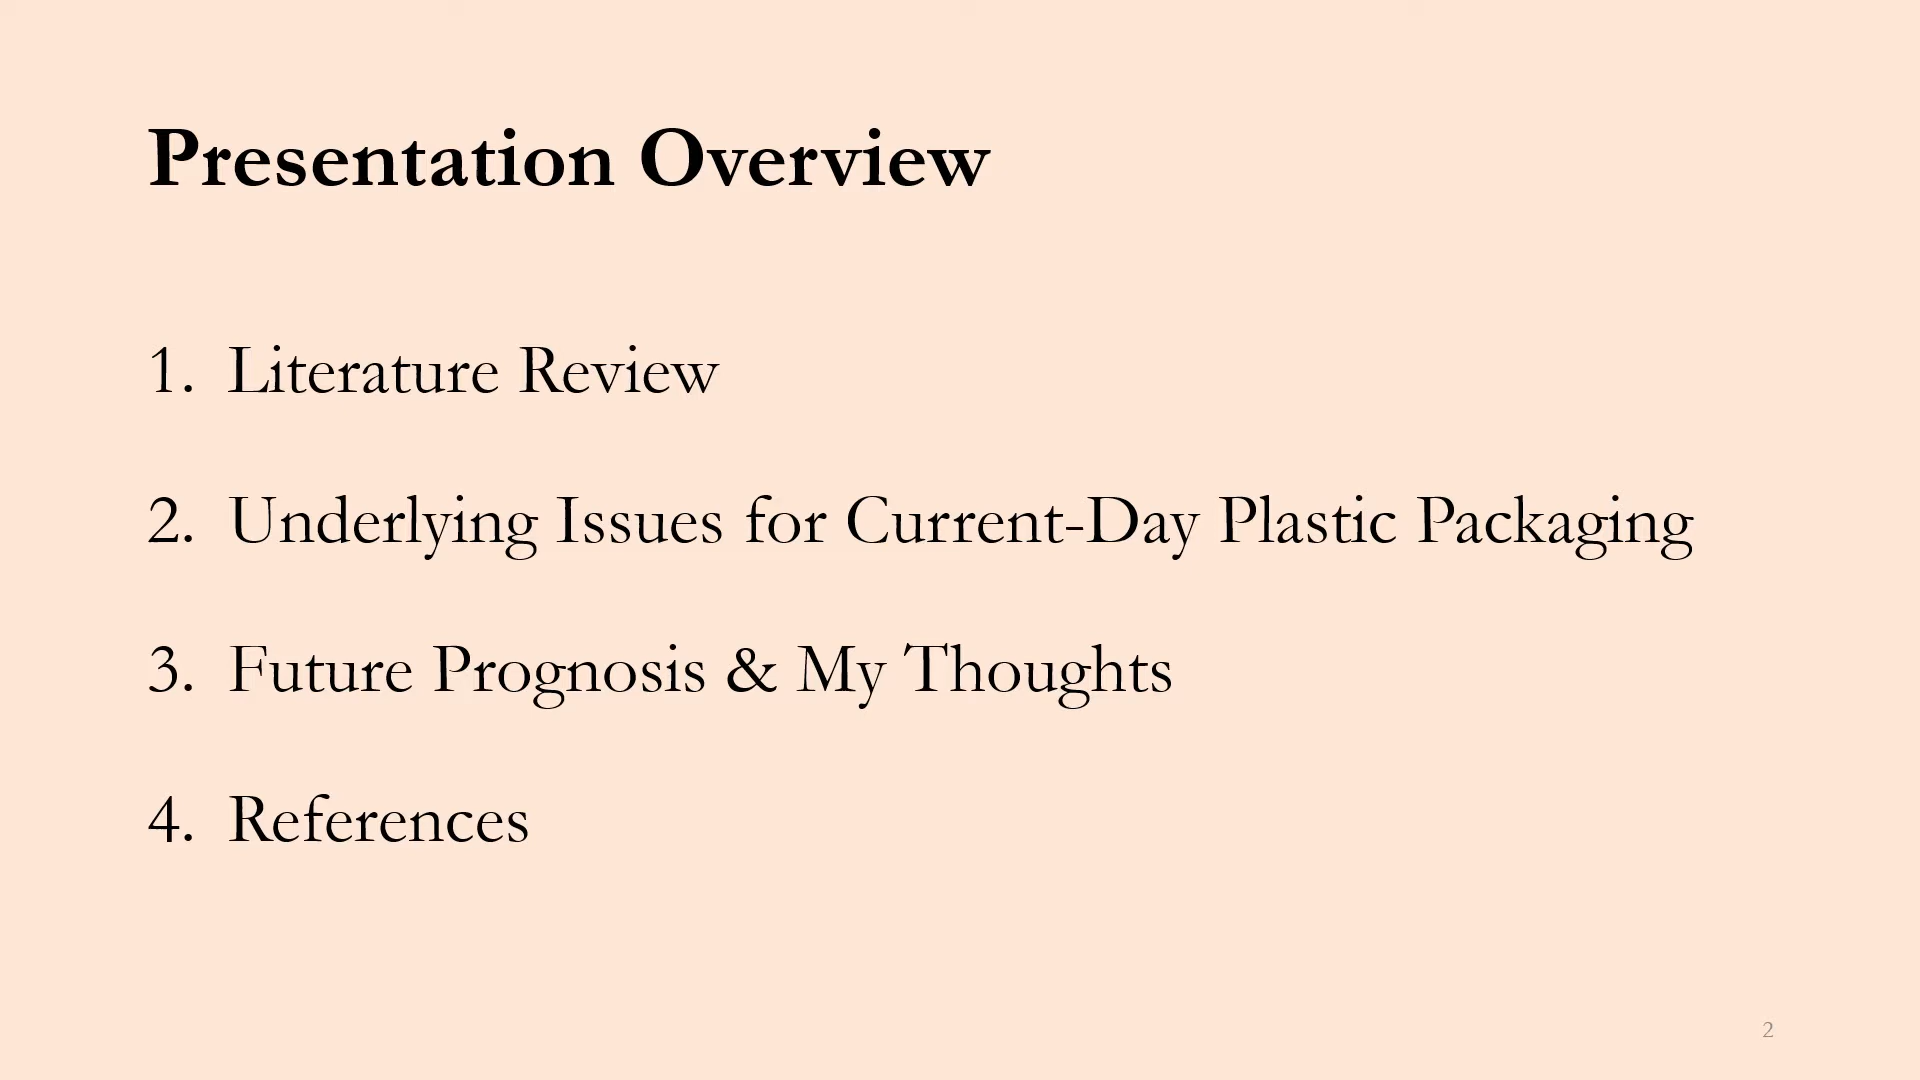 Presentation Overview
1. Literature Review
2. Underlying Issues for Current-Day Plastic Packaging
3. Future Prognosis & My Thoughts
4. References
2